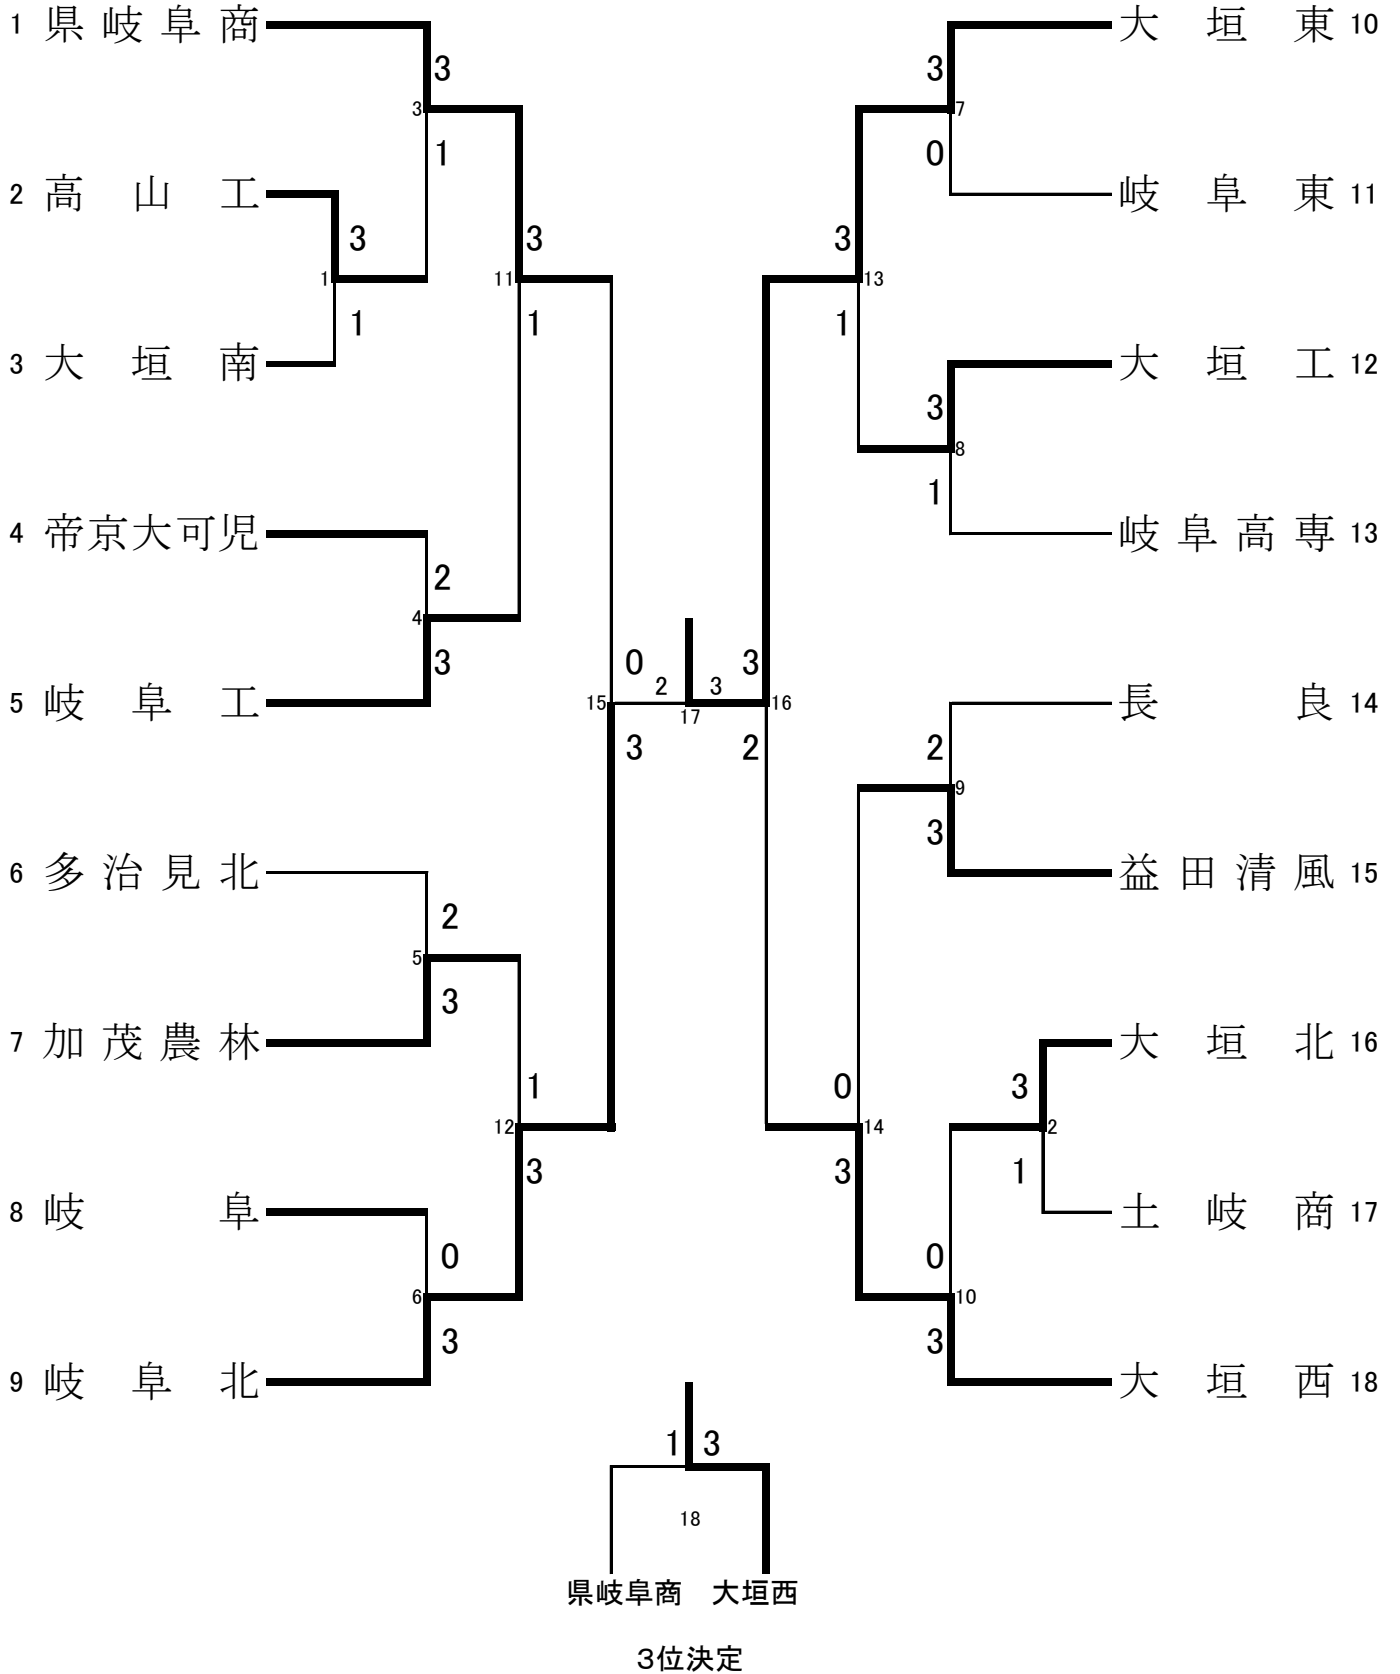 1 県岐阜商
2 高山工
3 大垣南
4 帝京大可児
5 岐阜工
6 多治見北
7 加茂農林
8 岐阜
9 岐阜北
3
3
1
3
1
1
3
11
1
2
4
3
2
5
3
1
12
3
0
6
3
0
15
3
2
3
17
3
16
2
3
7
0
3
13
1
3
8
1
2
9
3
0
14
3
3
2
1
0
10
3
大垣東 10
岐阜東 11
大垣工 12
岐阜高専 13
長良 14
益田清風 15
大垣北 16
土岐商 17
大垣西 18
1 3
18
県岐阜商 大垣西
3位決定